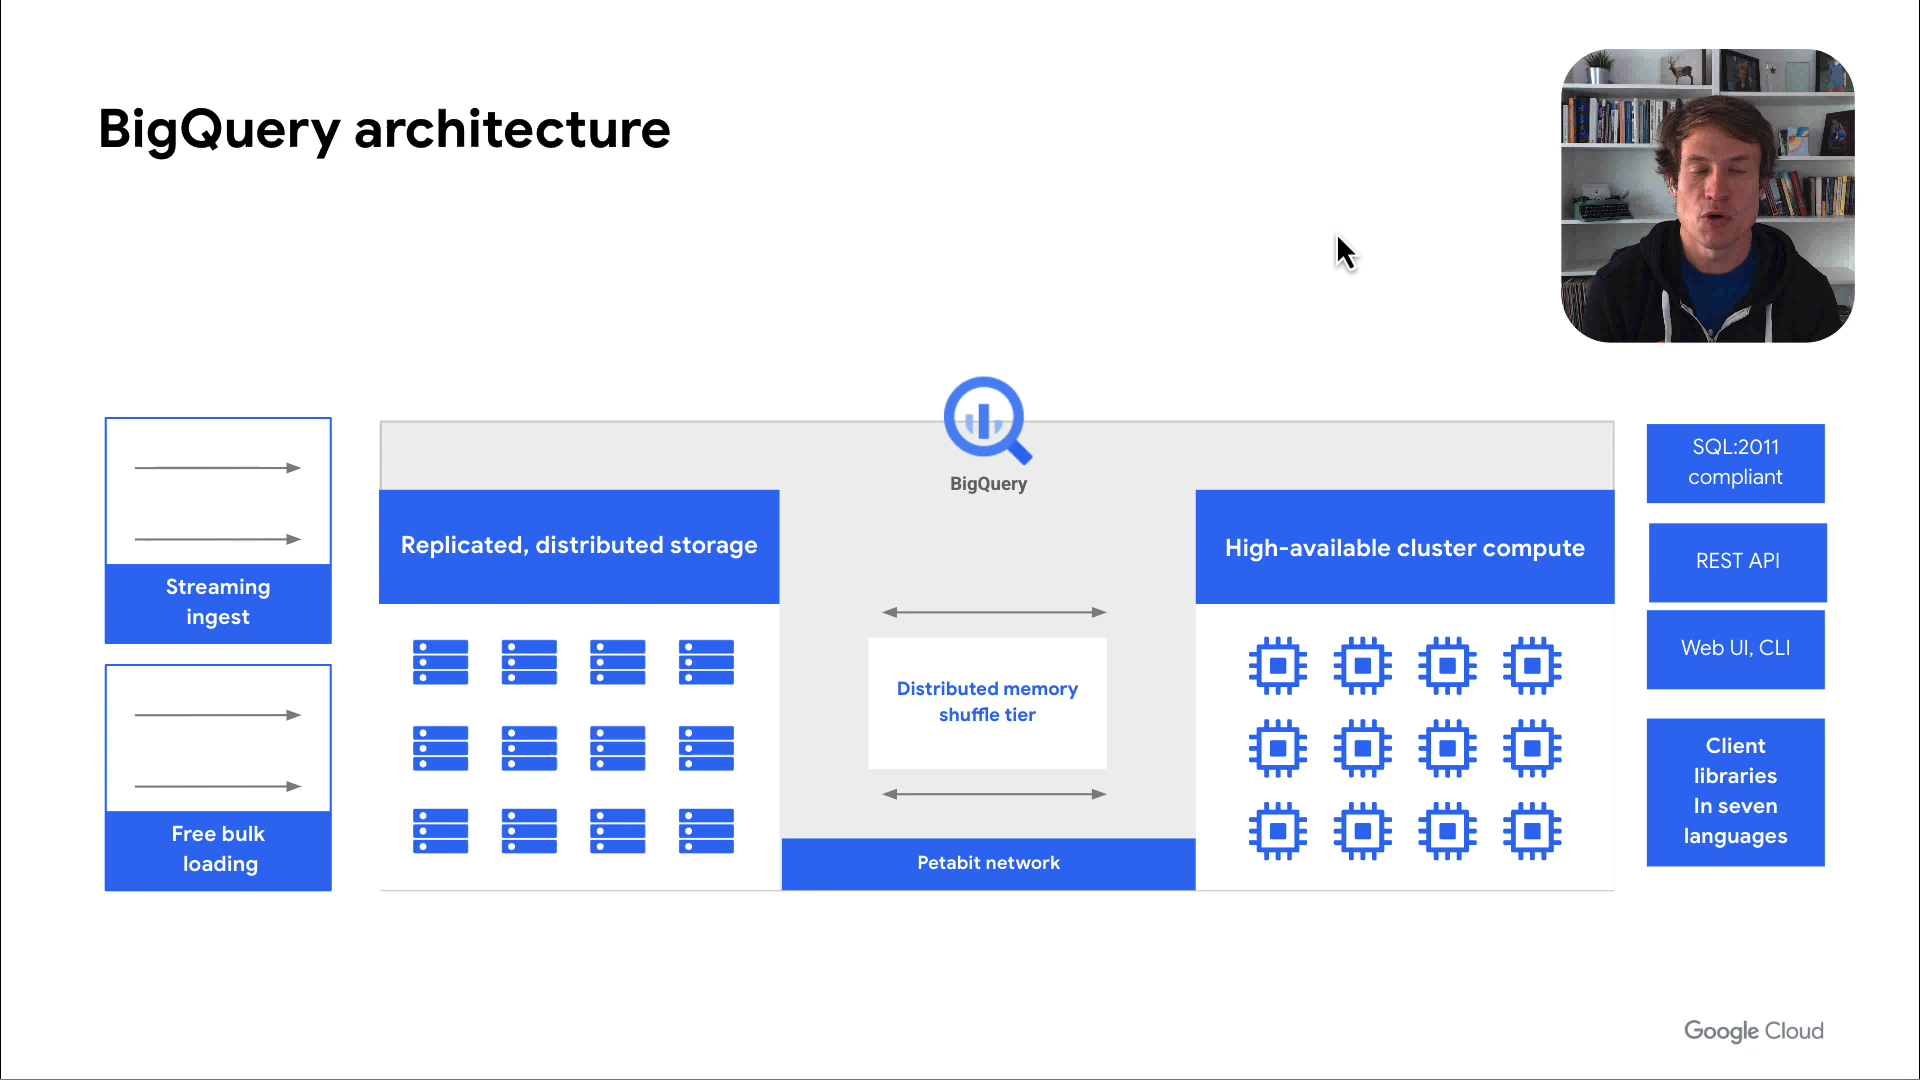 BigQuery architecture
BigQuery
Streaming
ingest
Free bulk
loading
Replicated, distributed storage
Distributed memory
shuffle tier
Petabit network
High-available cluster compute
SQL:2011
compliant
REST API
Web UI, CLI
Client
libraries
In seven
languages
Google Cloud